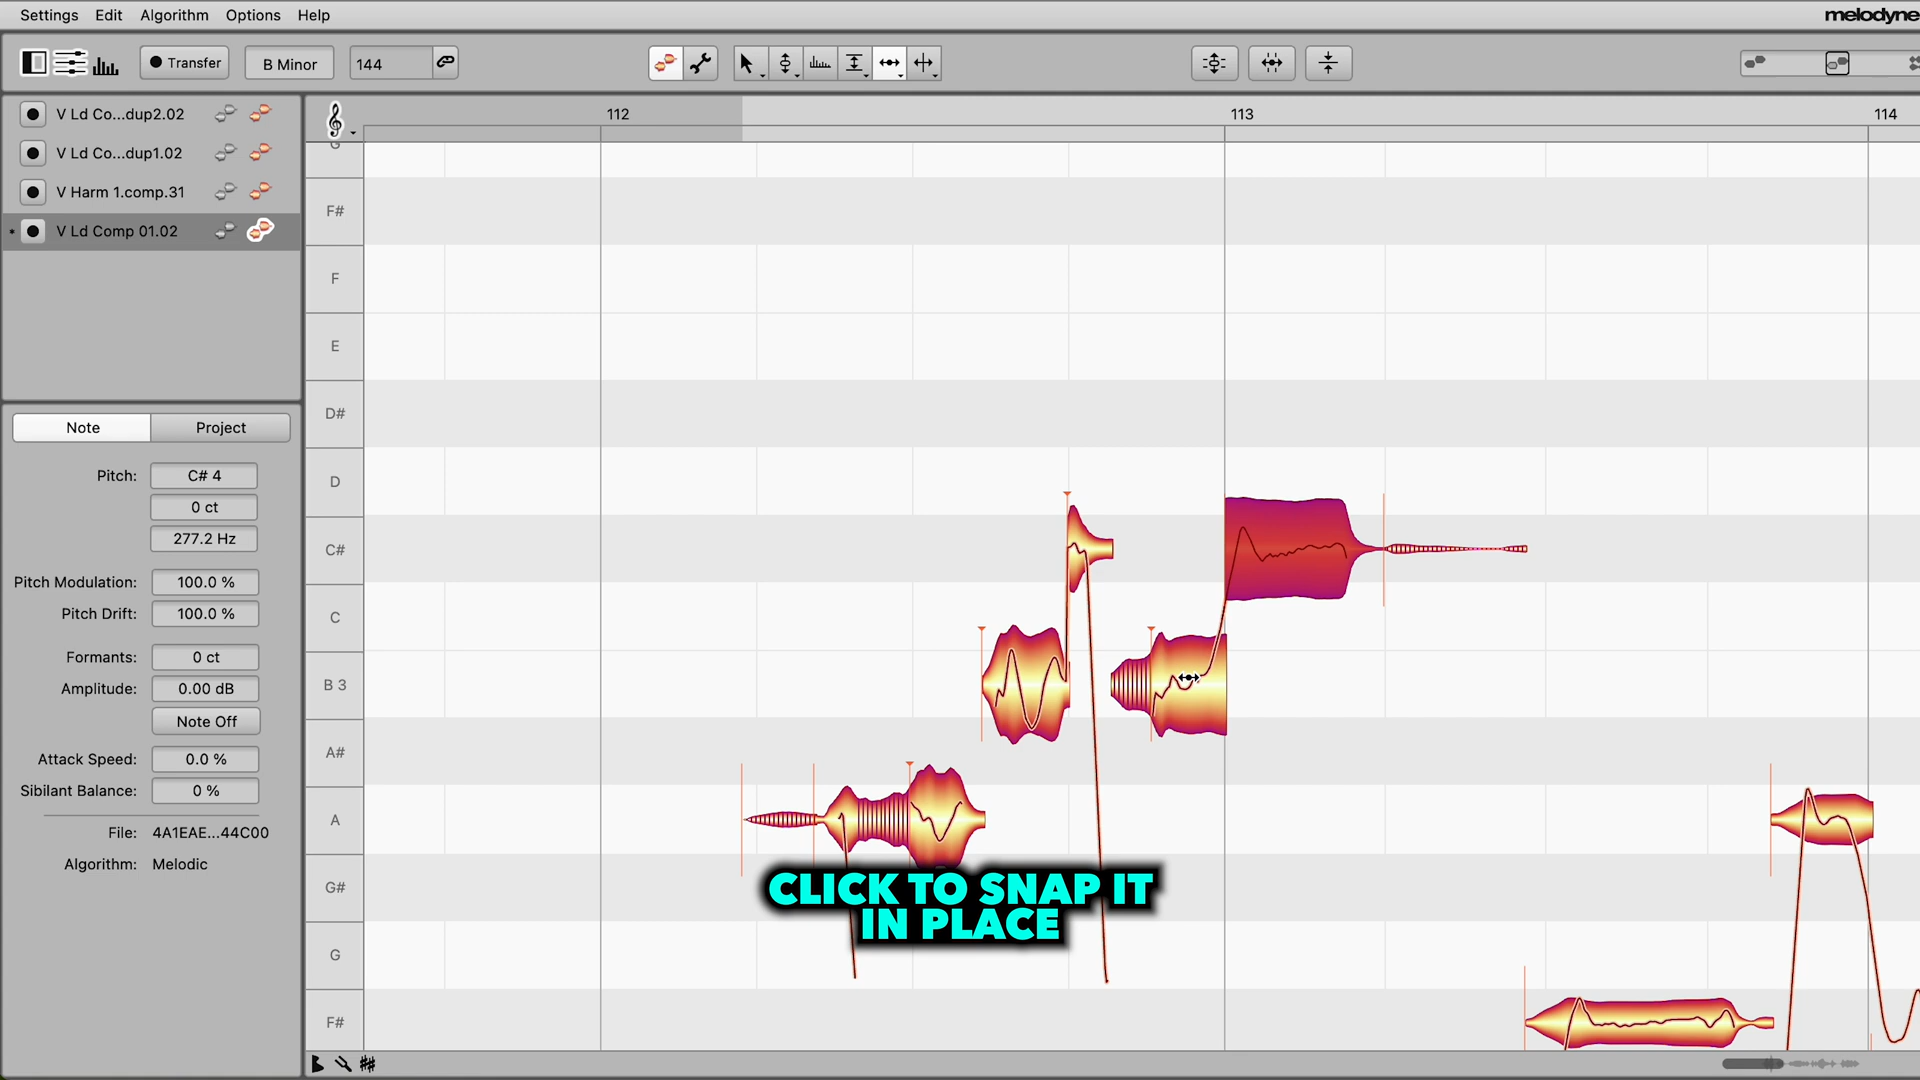 Settings Edit Algorithm Options Help
melodyne
Transfer
B Minor
144
V Ld Co...dup2.02
V Ld Co...dup1.02
V Harm 1.comp.31
* V Ld Comp 01.02
112
113
114
G
F#
F
E
D#
D
C#
C
B 3
A#
A
G#
G
F#
Note
Project
Pitch: C# 4
0 ct
277.2 Hz
Pitch Modulation: 100.0 %
Pitch Drift: 100.0 %
Formants: 0 ct
Amplitude: 0.00 dB
Note Off
Attack Speed: 0.0 %
Sibilant Balance: 0 %
File: 4A1EAE...44C00
Algorithm: Melodic
CLICK TO SNAP IT
IN PLACE